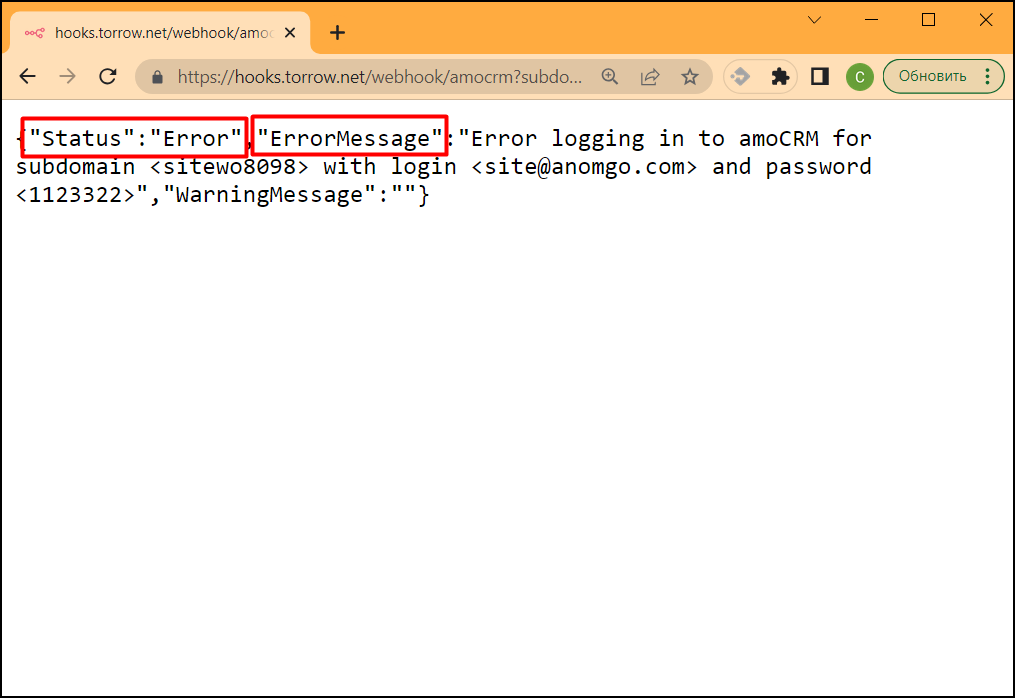 hooks.torrow.net/webhook/amoc
https://hooks.torrow.net/webhook/amocrm?subdo...
C
Обновить
{"Status":"Error","ErrorMessage":"Error logging in to amoCRM for
subdomain <sitewo8098> with login <site@anomgo.com> and password
<1123322>","WarningMessage":""}